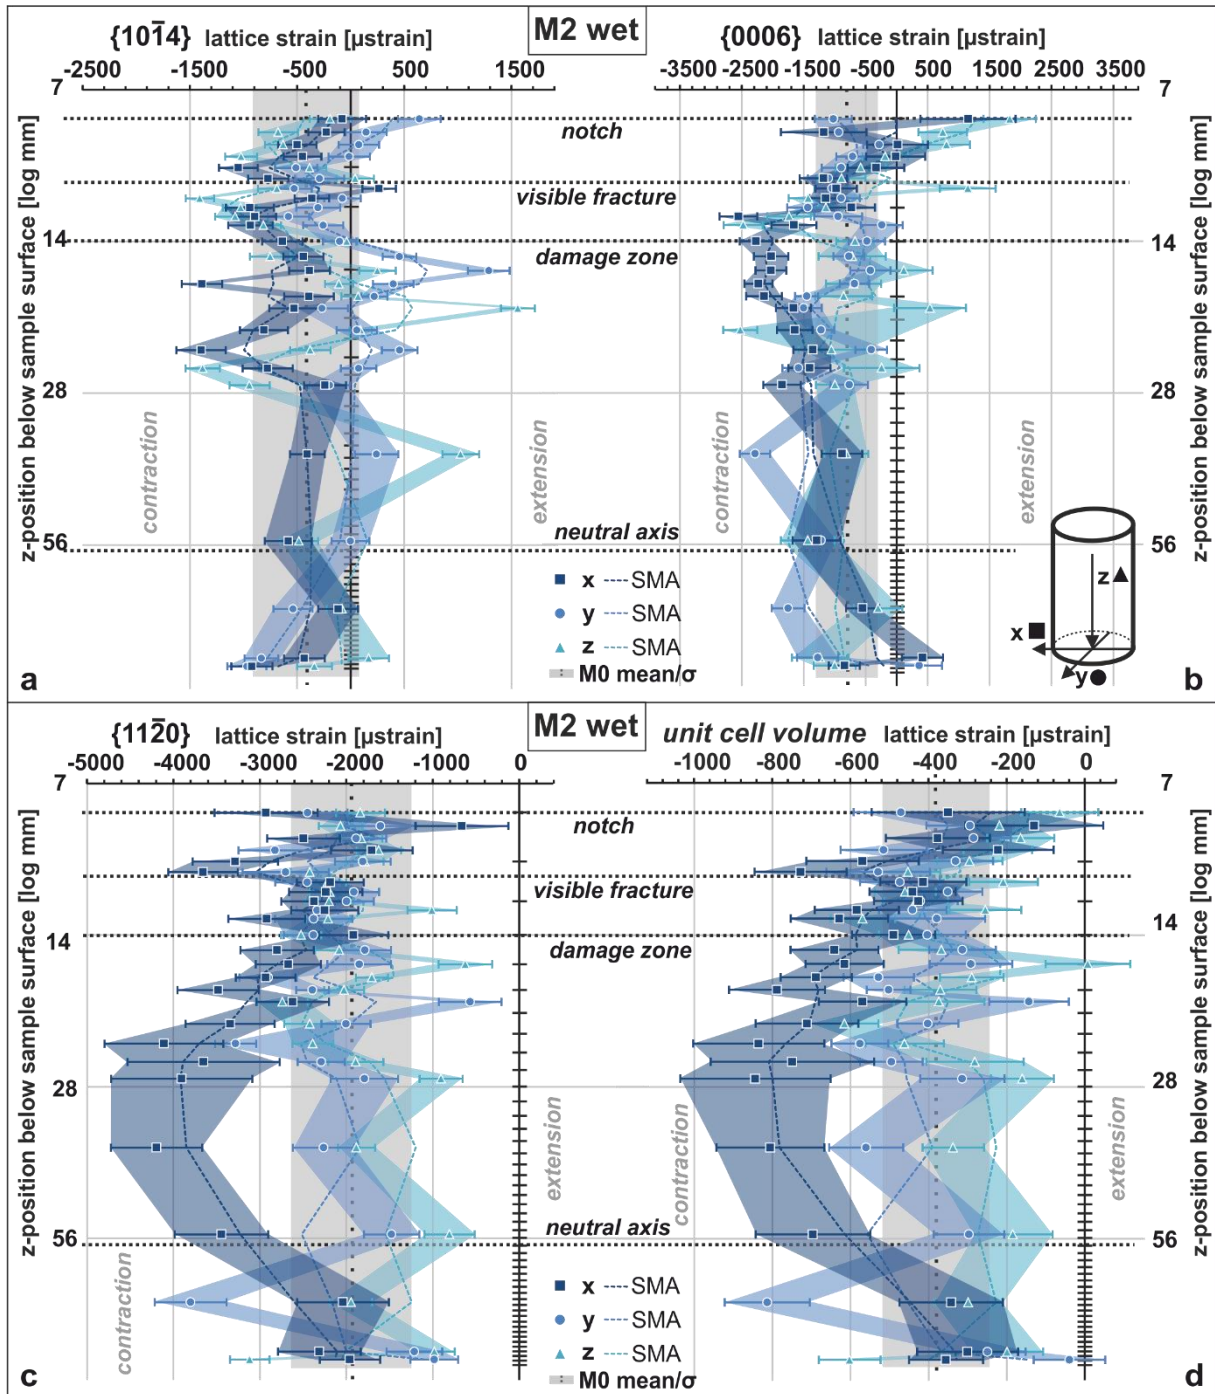 M2 wet
{101̄4} lattice strain [µstrain]
-2500 -1500 -500 500 1500
7
{0006} lattice strain [µstrain]
-3500 -2500 -1500 -500 500 1500 2500 3500
7
notch
visible fracture
14
damage zone
14
28
28
contraction
extension
contraction
extension
56
neutral axis
56
z-position below sample surface [log mm]
z-position below sample surface [log mm]
x SMA
y SMA
z SMA
M0 mean/σ
z
x
y
a
b
M2 wet
{112̄0} lattice strain [µstrain]
-5000 -4000 -3000 -2000 -1000 0
7
unit cell volume lattice strain [µstrain]
-1000 -800 -600 -400 -200 0
7
notch
visible fracture
14
damage zone
14
28
28
extension
contraction
extension
neutral axis
56
56
contraction
z-position below sample surface [log mm]
z-position below sample surface [log mm]
x SMA
y SMA
z SMA
M0 mean/σ
c
d